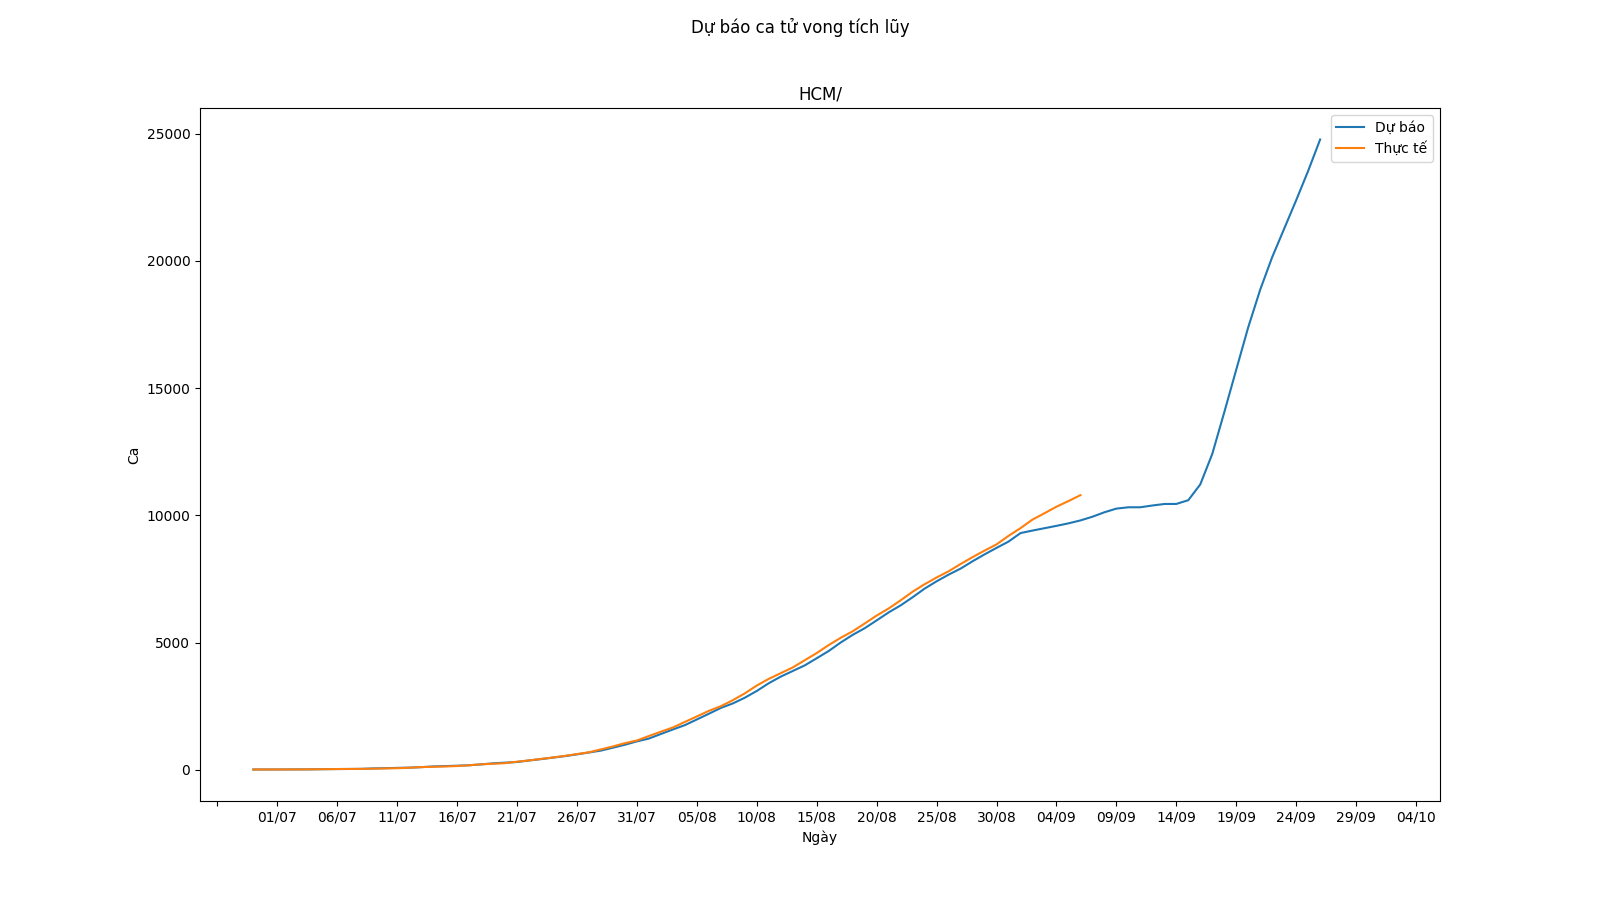 Dự báo ca tử vong tích lũy
HCM/
Dự báo
Thực tế
25000
20000
15000
10000
5000
0
Ca
01/07 06/07 11/07 16/07 21/07 26/07 31/07 05/08 10/08 15/08 20/08 25/08 30/08 04/09 09/09 14/09 19/09 24/09 29/09 04/10
Ngày